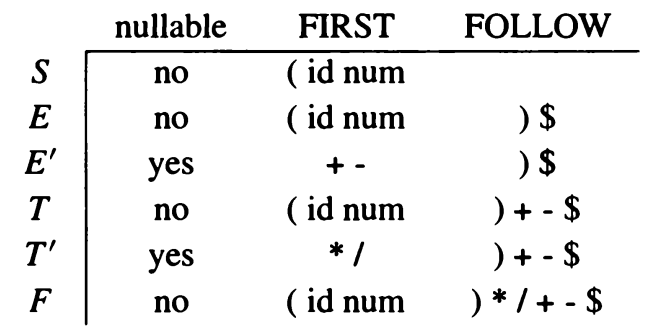 nullable FIRST FOLLOW
S no ( id num
E no ( id num ) $
E′ yes + - ) $
T no ( id num ) + - $
T′ yes * / ) + - $
F no ( id num ) * / + - $